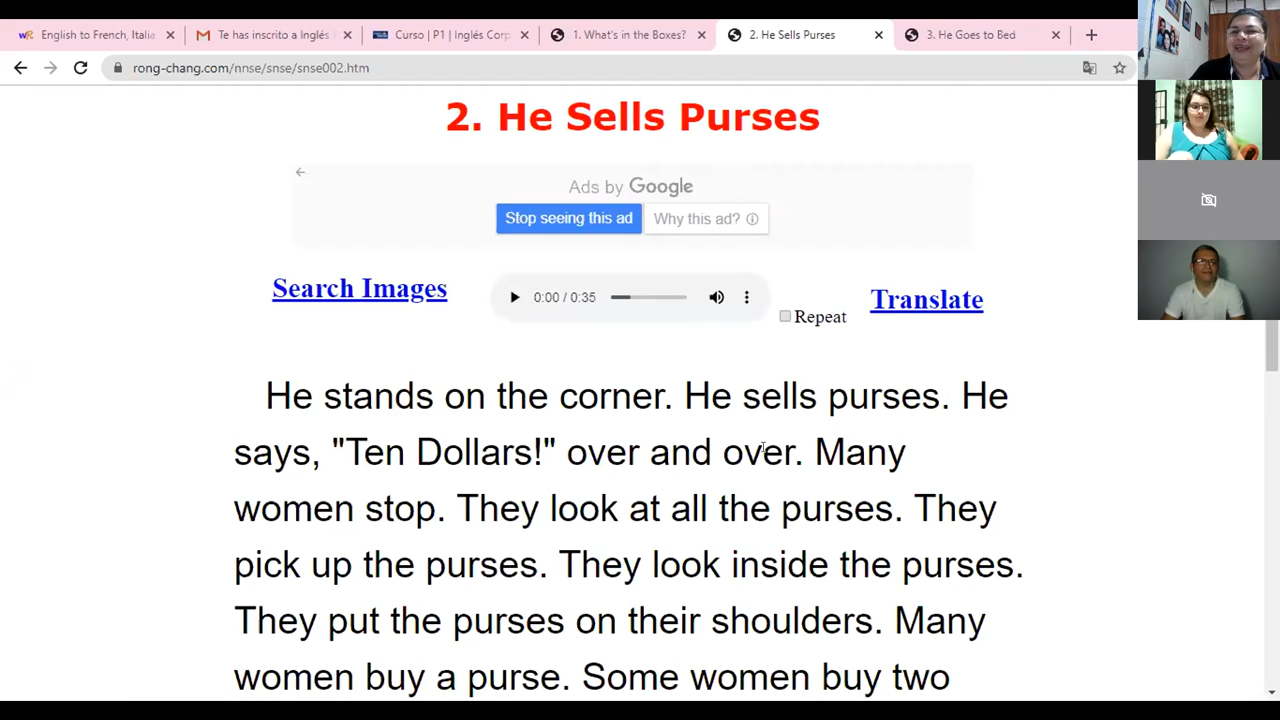 English to French, Italia
Te has inscrito a Inglés
Curso | P1 | Inglés Corp
1. What's in the Boxes?
2. He Sells Purses
3. He Goes to Bed
rong-chang.com/nnse/snse/snse002.htm
2. He Sells Purses
Ads by Google
Stop seeing this ad
Why this ad?
Search Images
0:00 / 0:35
Repeat
Translate
He stands on the corner. He sells purses. He
says, "Ten Dollars!" over and over. Many
women stop. They look at all the purses. They
pick up the purses. They look inside the purses.
They put the purses on their shoulders. Many
women buy a purse. Some women buy two